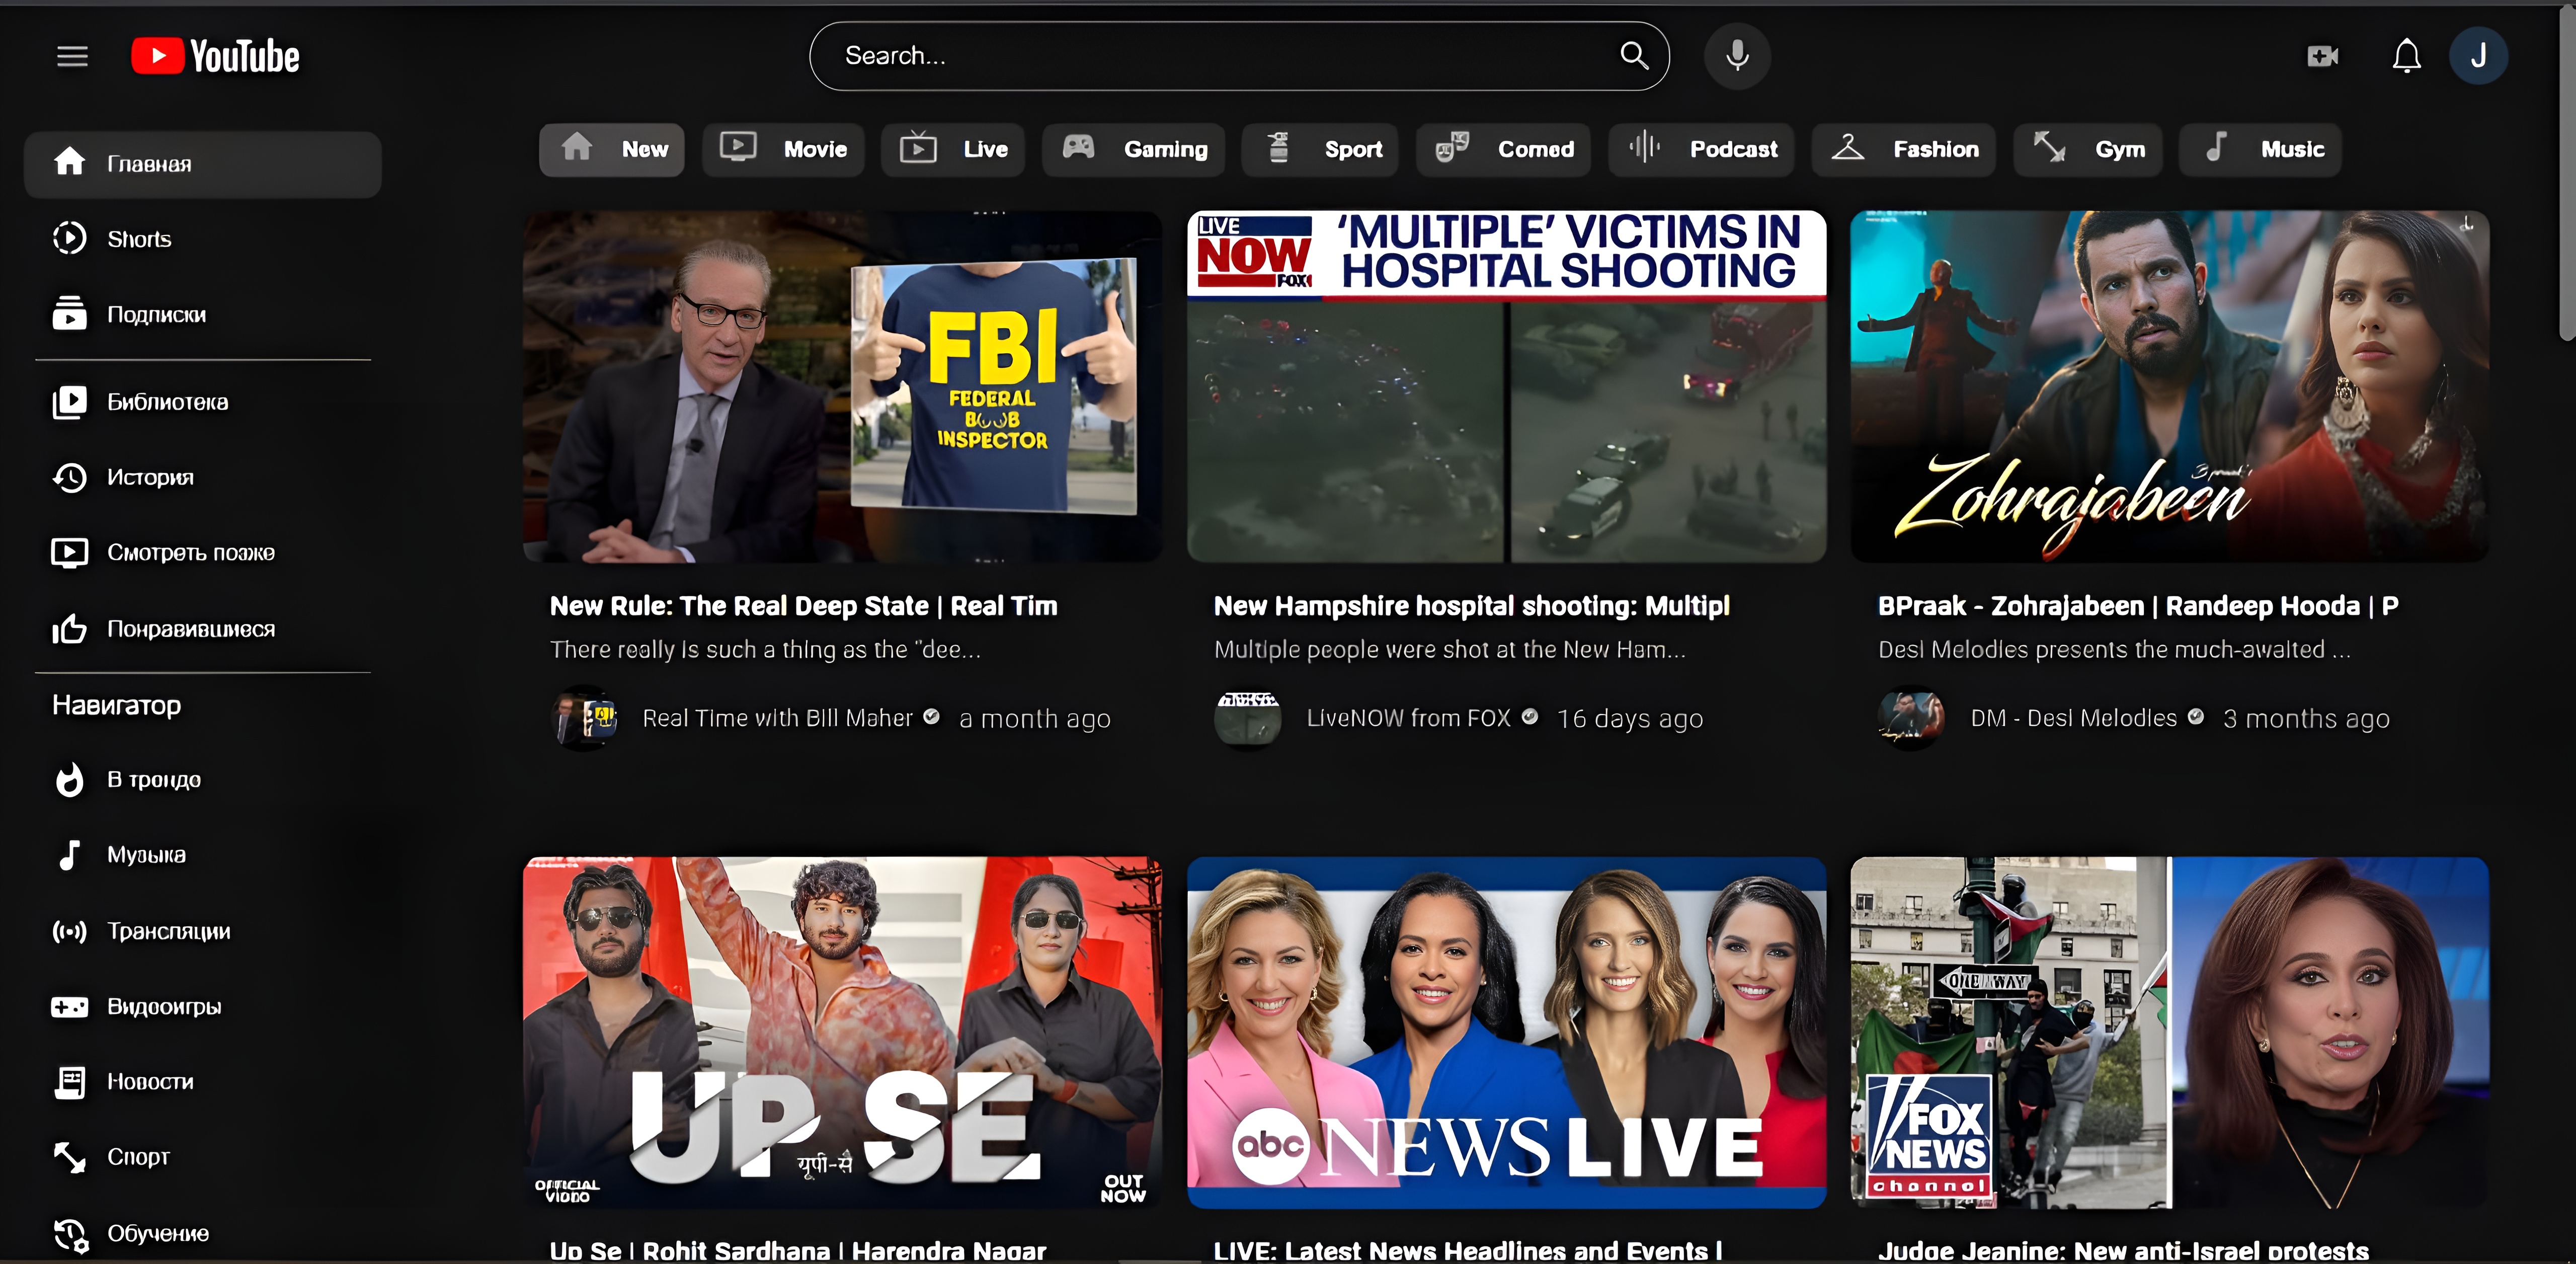 YouTube
Search...
J
Главная
Shorts
Подписки
Библиотека
История
Смотреть позже
Понравившиеся
Навигатор
В тренде
Музыка
Трансляции
Видеоигры
Новости
Спорт
Обучение
New
Movie
Live
Gaming
Sport
Comed
Podcast
Fashion
Gym
Music
FBI
FEDERAL
BOOB
INSPECTOR
New Rule: The Real Deep State | Real Tim
There really is such a thing as the "dee...
Real Time with Bill Maher
a month ago
LIVE
NOW
FOX
'MULTIPLE' VICTIMS IN
HOSPITAL SHOOTING
New Hampshire hospital shooting: Multipl
Multiple people were shot at the New Ham...
LiveNOW from FOX
16 days ago
Zohrajabeen
BPraak - Zohrajabeen | Randeep Hooda | P
Desi Melodies presents the much-awaited ...
DM - Desi Melodies
3 months ago
UP SE
यूपी-से
OFFICIAL
VIDEO
OUT
NOW
Up Se | Rohit Sardhana | Harendra Nagar
abc NEWS LIVE
LIVE: Latest News Headlines and Events |
ONE WAY
FOX
NEWS
channel
Judge Jeanine: New anti-Israel protests